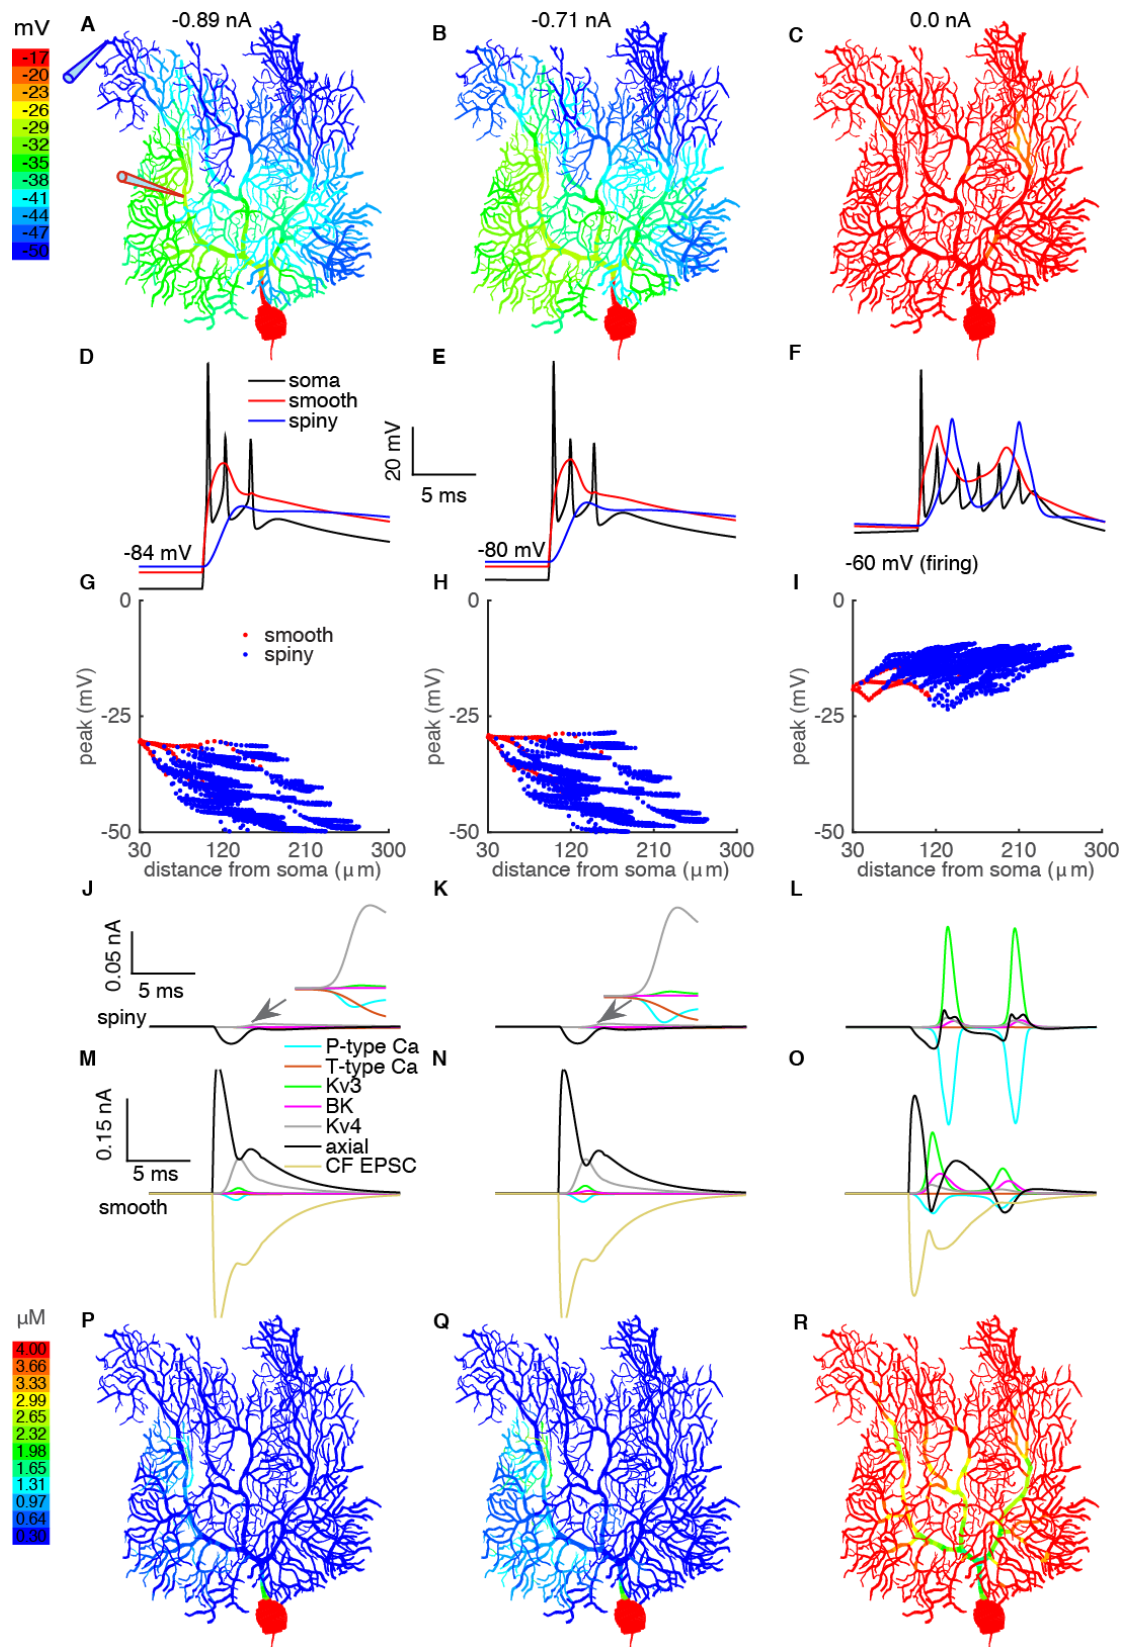 mV
-17
-20
-23
-26
-29
-32
-35
-38
-41
-44
-47
-50
A
-0.89 nA
B
-0.71 nA
C
0.0 nA
D
soma
smooth
spiny
-84 mV
20 mV
5 ms
E
-80 mV
F
-60 mV (firing)
G
0
-25
-50
peak (mV)
smooth
spiny
30
120
210
300
distance from soma (μm)
H
0
-25
-50
peak (mV)
30
120
210
300
distance from soma (μm)
I
0
-25
-50
peak (mV)
30
120
210
300
distance from soma (μm)
J
0.05 nA
5 ms
spiny
K
L
M
P-type Ca
T-type Ca
Kv3
BK
Kv4
axial
CF EPSC
0.15 nA
5 ms
smooth
N
O
μM
4.00
3.66
3.33
2.99
2.65
2.32
1.98
1.65
1.31
0.97
0.64
0.30
P
Q
R